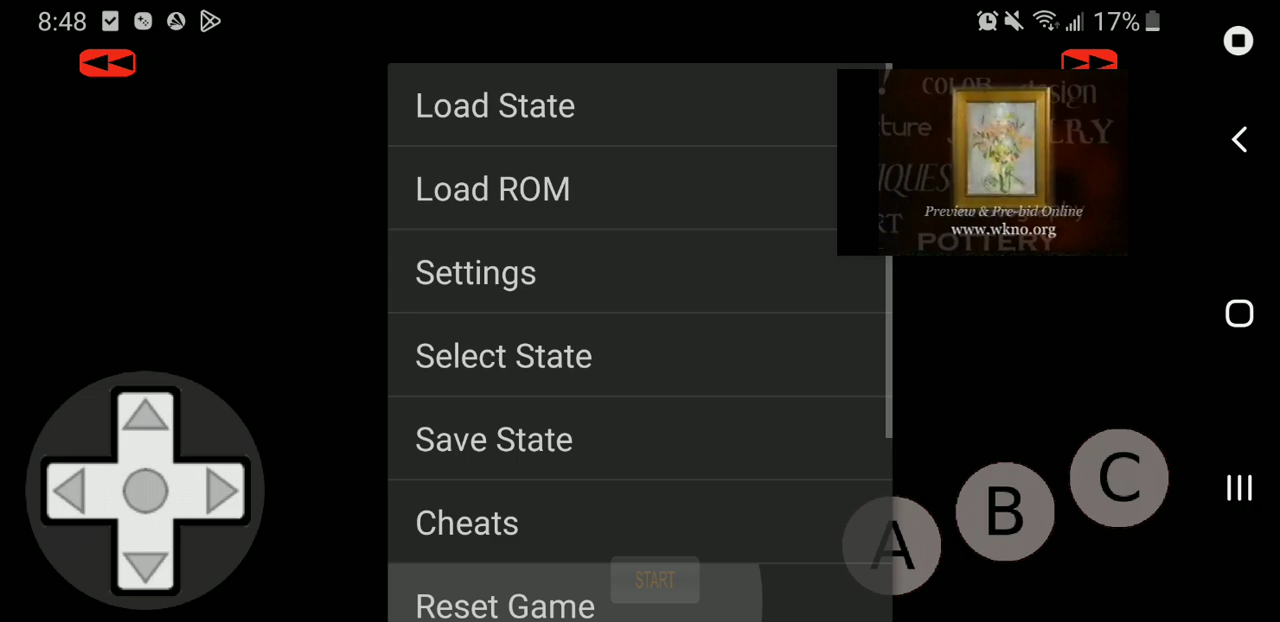 8:48
17%
Load State
Load ROM
Settings
Select State
Save State
Cheats
Reset Game
START
A
B
C
COLOR
design
ture
LRY
IQUES
RT
Preview & Pre-bid Online
www.wkno.org
POTTERY